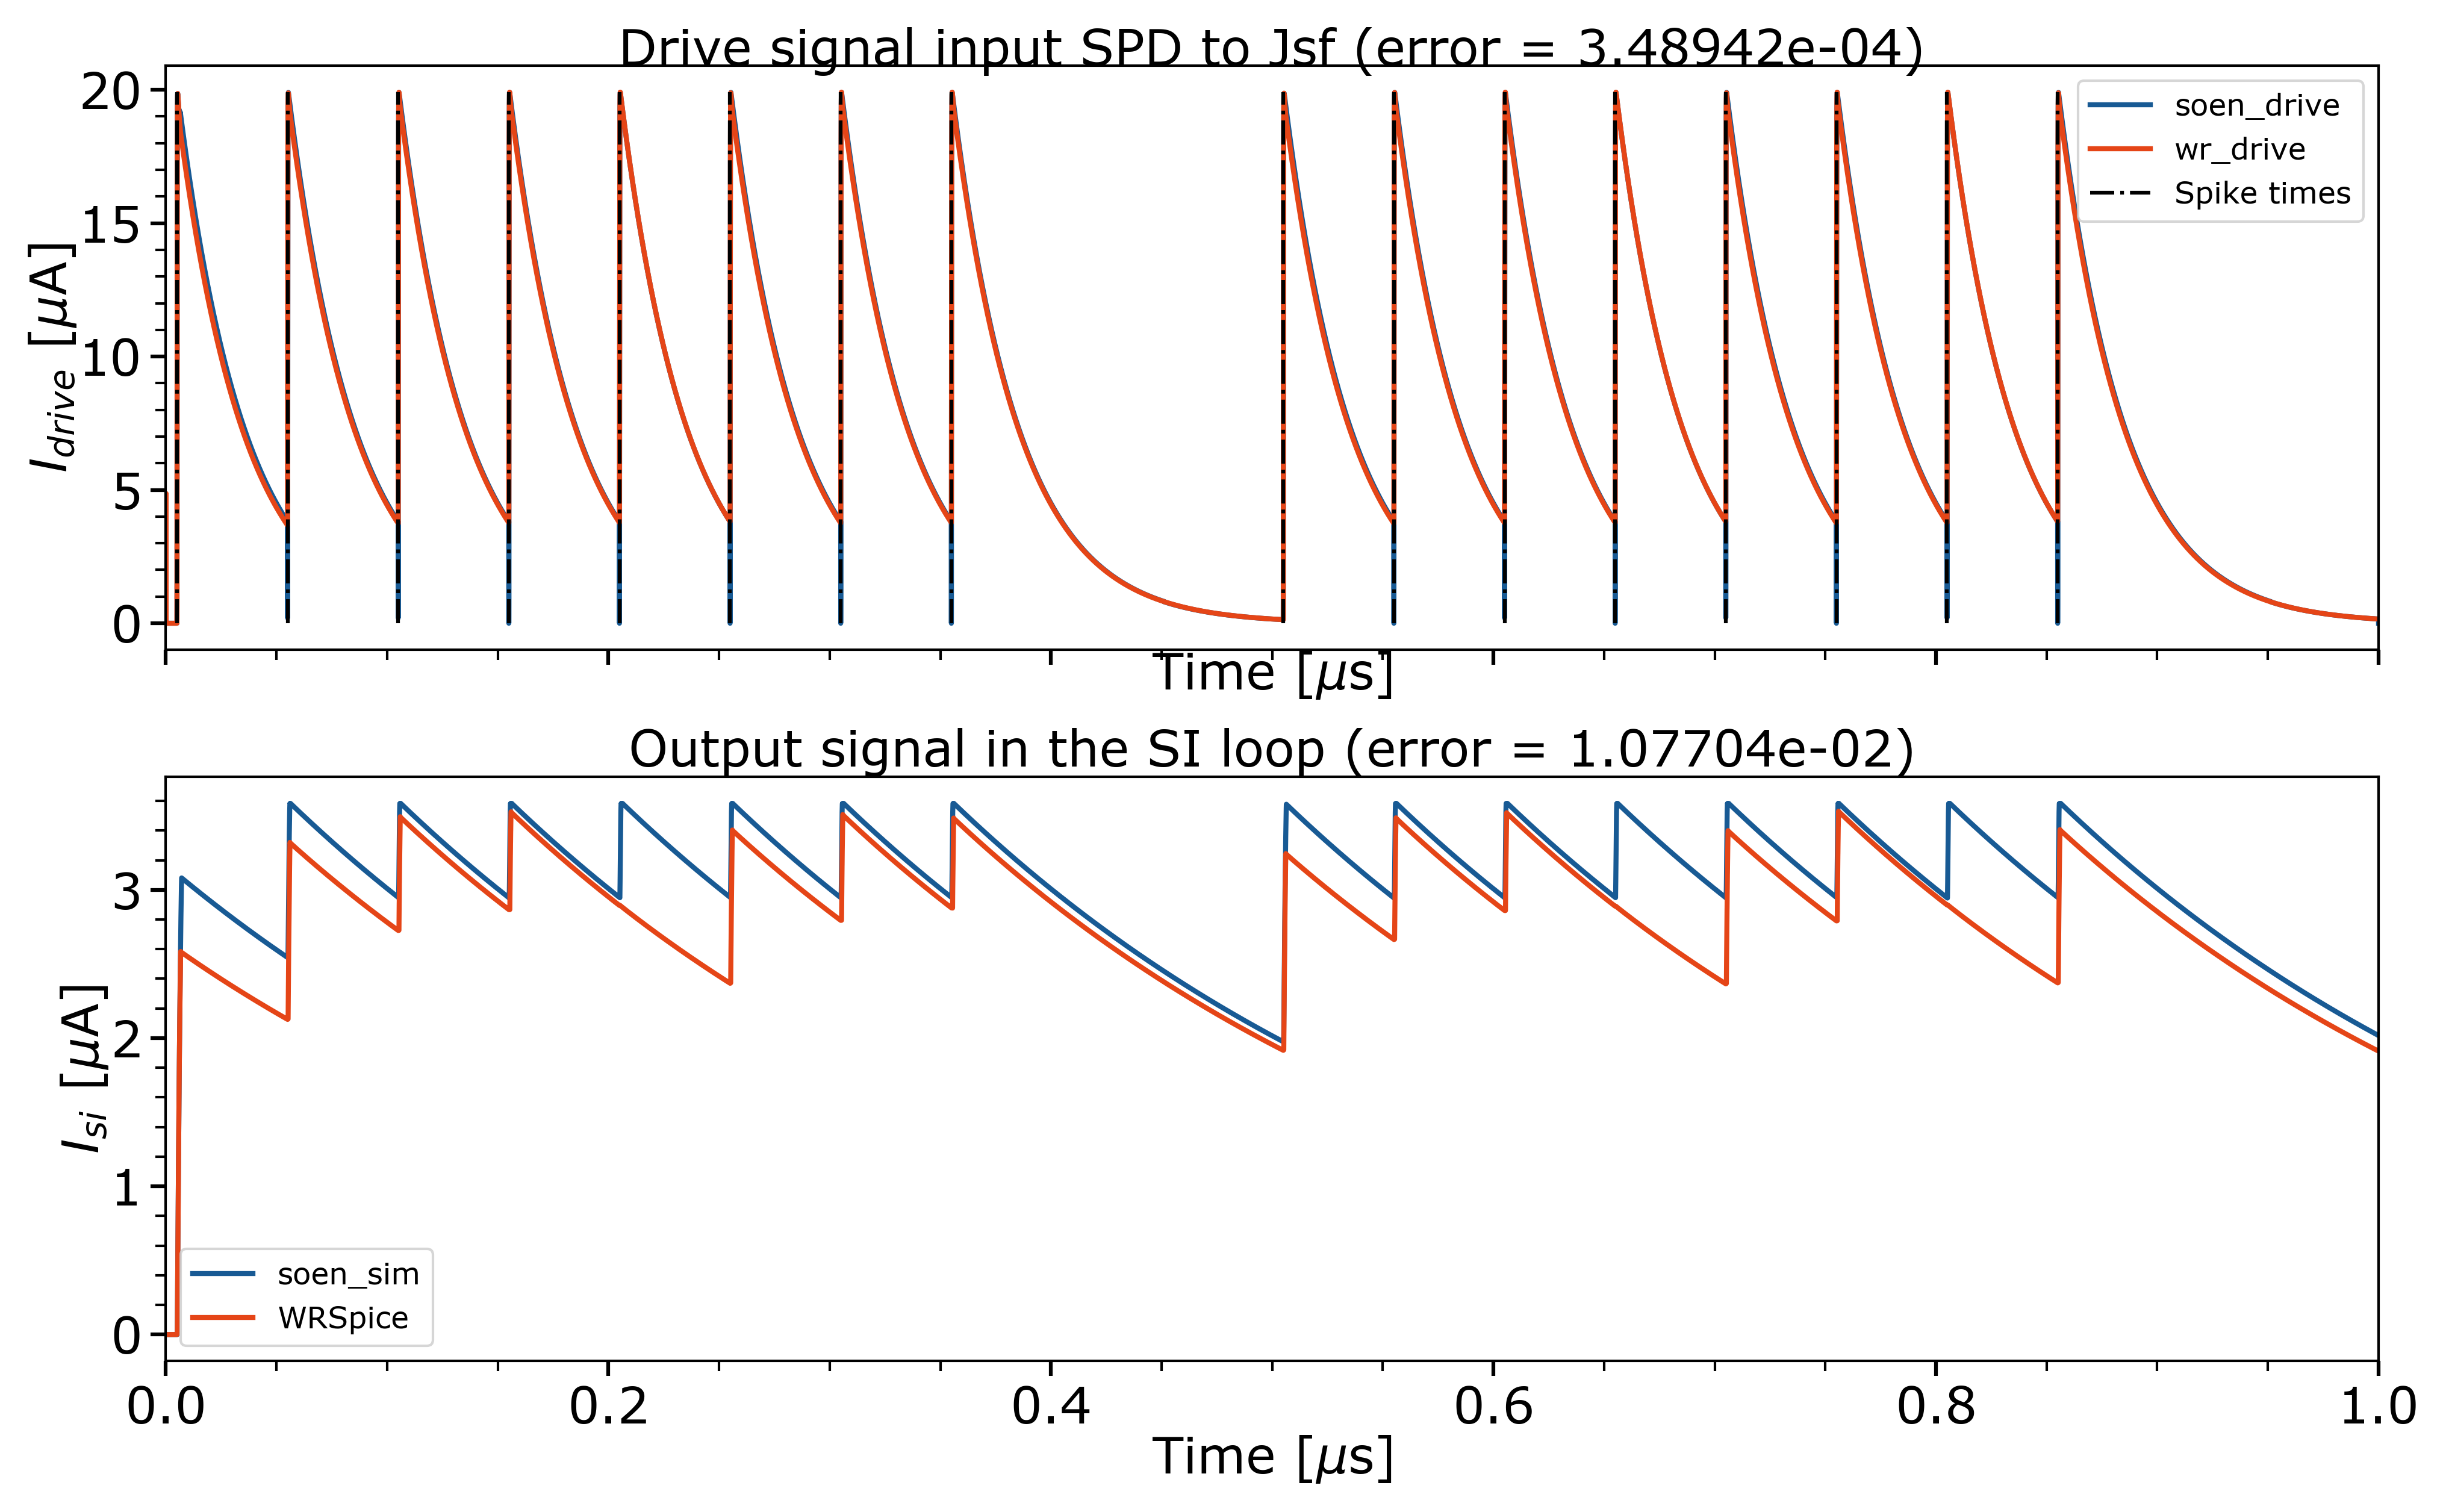 Drive signal input SPD to Jsf (error = 3.48942e-04)
20
15
10
5
0
I_drive [μA]
soen_drive
wr_drive
Spike times
Time [μs]
Output signal in the SI loop (error = 1.07704e-02)
3
2
1
0
I_si [μA]
soen_sim
WRSpice
0.0 0.2 0.4 0.6 0.8 1.0
Time [μs]